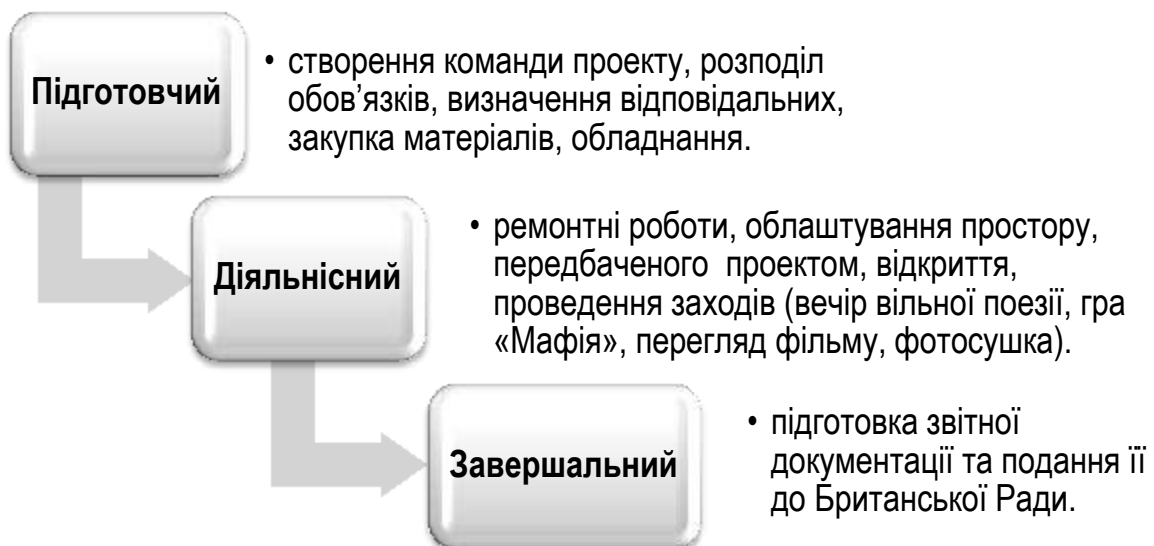 Підготовчий
• створення команди проекту, розподіл
обов’язків, визначення відповідальних,
закупка матеріалів, обладнання.
Діяльнісний
• ремонтні роботи, облаштування простору,
передбаченого проектом, відкриття,
проведення заходів (вечір вільної поезії, гра
«Мафія», перегляд фільму, фотосушка).
Завершальний
• підготовка звітної
документації та подання її
до Британської Ради.